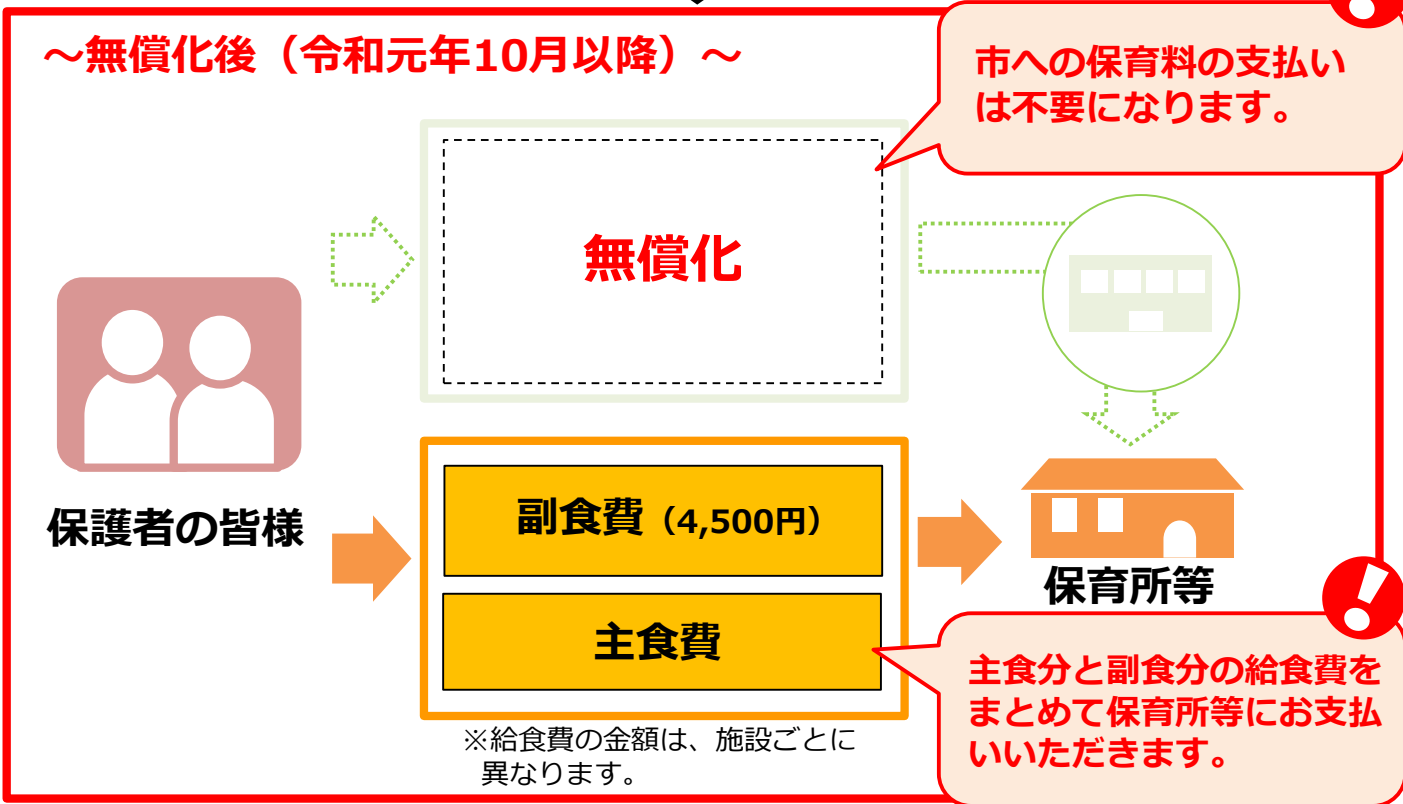 ～無償化後（令和元年10月以降）～
市への保育料の支払い
は不要になります。
無償化
保護者の皆様
副食費（4,500円）
主食費
保育所等
主食分と副食分の給食費を
まとめて保育所等にお支払
いいただきます。
※給食費の金額は、施設ごとに
異なります。